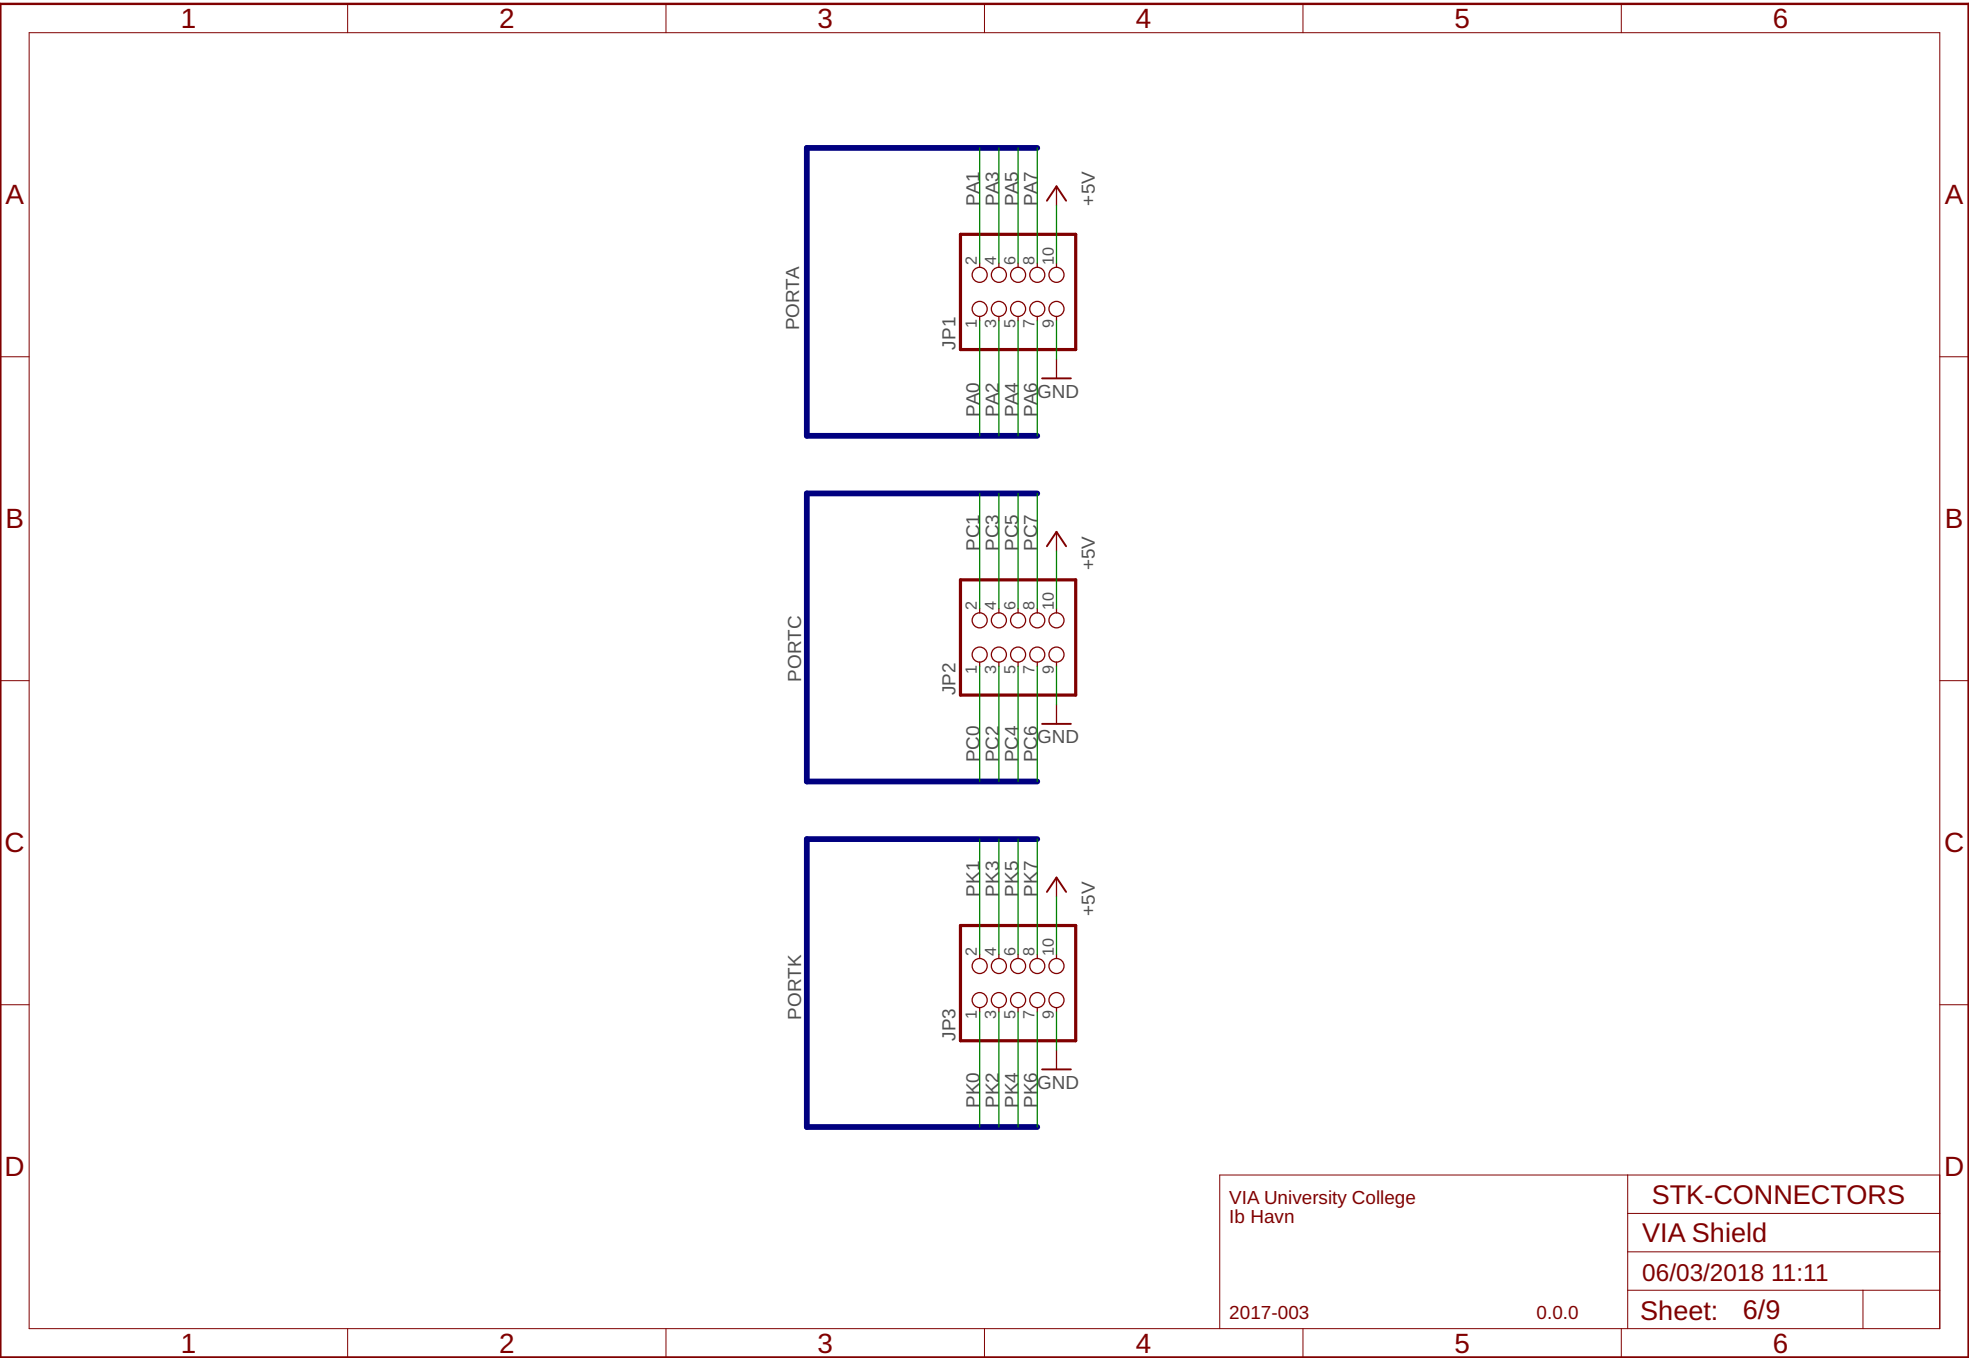 1 2 3 4 5 6
A A
PA1 PA3 PA5 PA7 +5V
2 4 6 8 10
PORTA
JP1
1 3 5 7 9
PA0 PA2 PA4 PA6 GND
B B
PC1 PC3 PC5 PC7 +5V
2 4 6 8 10
PORTC
JP2
1 3 5 7 9
PC0 PC2 PC4 PC6 GND
C C
PK1 PK3 PK5 PK7 +5V
2 4 6 8 10
PORTK
JP3
1 3 5 7 9
PK0 PK2 PK4 PK6 GND
D D
VIA University College
Ib Havn
2017-003 0.0.0
STK-CONNECTORS
VIA Shield
06/03/2018 11:11
Sheet: 6/9
1 2 3 4 5 6